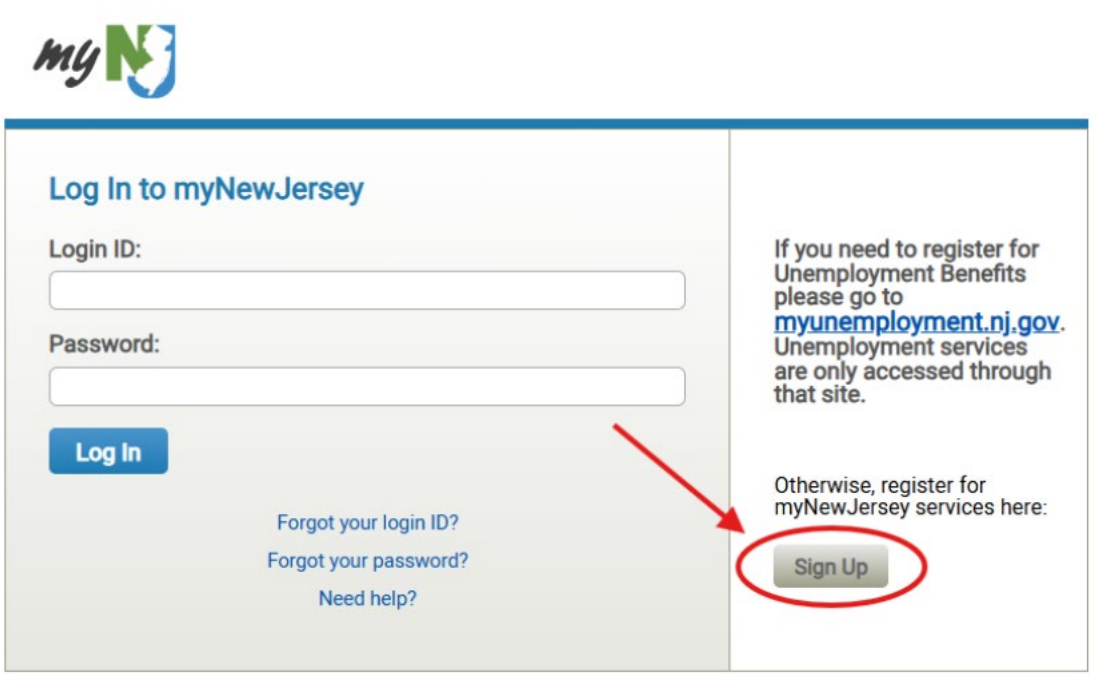 my NJ
Log In to myNewJersey
Login ID:
Password:
Log In
Forgot your login ID?
Forgot your password?
Need help?
If you need to register for
Unemployment Benefits
please go to
myunemployment.nj.gov.
Unemployment services
are only accessed through
that site.
Otherwise, register for
myNewJersey services here:
Sign Up